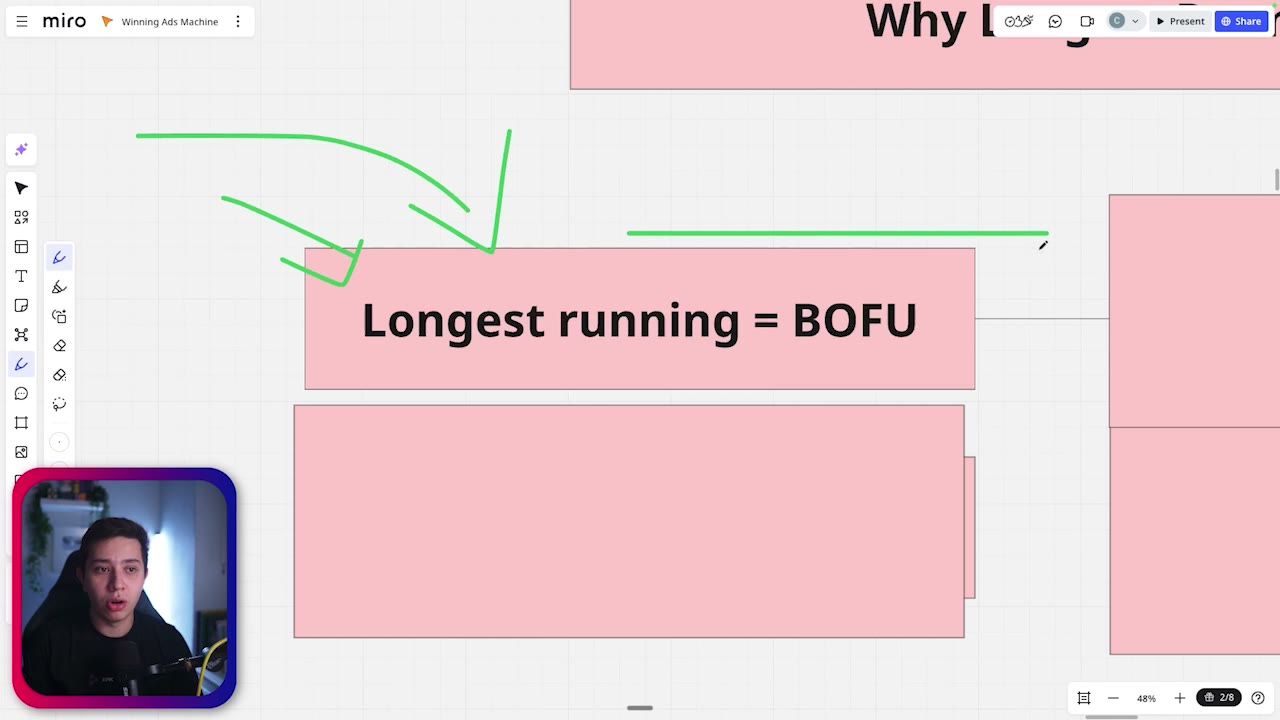 miro
Winning Ads Machine
Present
Share
Why
Longest running = BOFU
48%
2/8